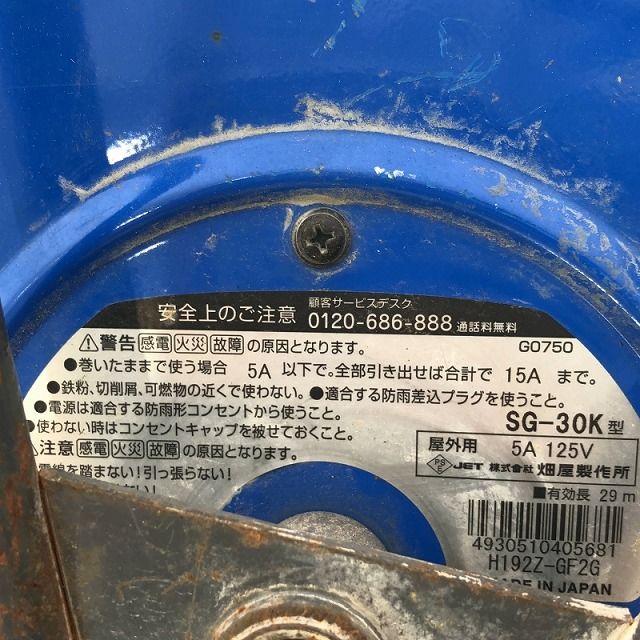 安全上のご注意 顧客サービスデスク 0120-686-888 通話料無料
G0750
警告 感電 火災 故障 の原因となります。
●巻いたままで使う場合 5A 以下で。全部引き出せば合計で 15A まで。
●鉄粉、切削屑、可燃物の近くで使わない。●適合する防雨差込プラグを使うこと。
●電源は適合する防雨形コンセントから使うこと。
●使わない時はコンセントキャップを被せておくこと。
SG-30K 型
注意 感電 火災 故障 の原因となります。
屋外用 5A 125V
電線を踏まない!引っ張らない!
PS E JET 株式会社 畑屋製作所
■有効長 29 m
4930510405681
H192Z-GF2G
MADE IN JAPAN